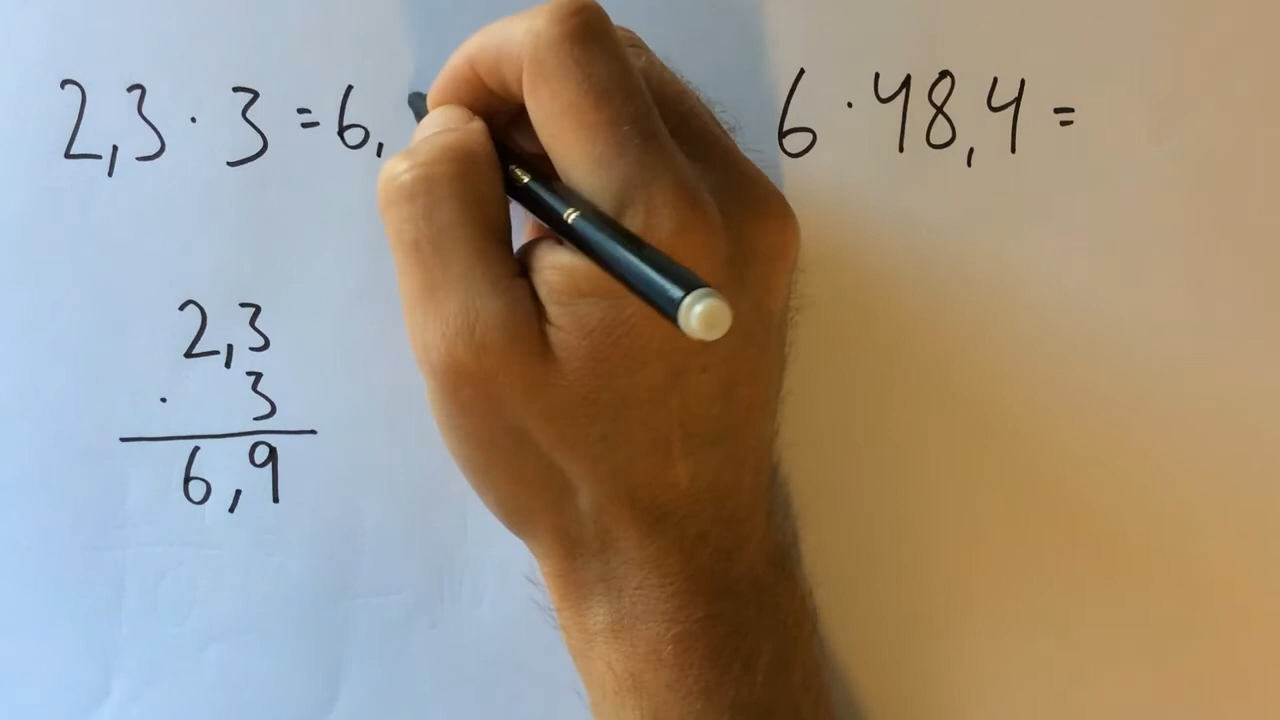 2,3 · 3 = 6,
6 · 48,4 =
2,3
· 3
6,9